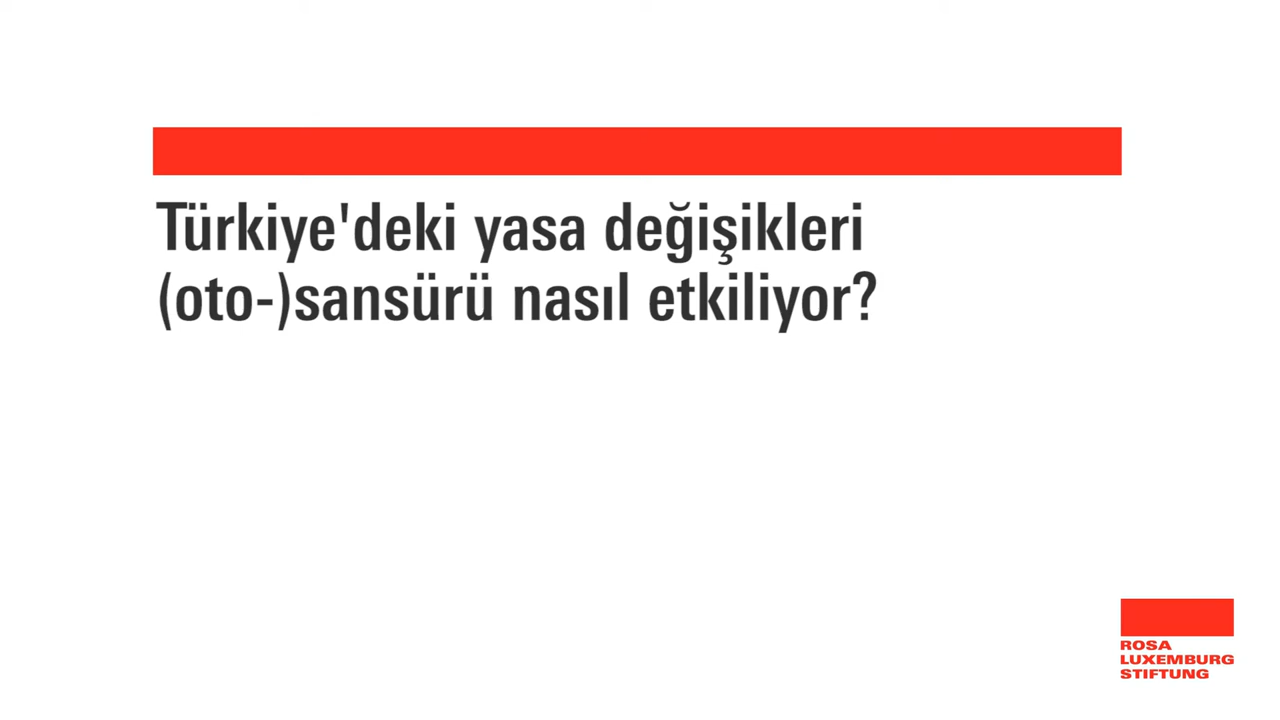 Türkiye'deki yasa değişikleri
(oto-)sansürü nasıl etkiliyor?
ROSA
LUXEMBURG
STIFTUNG